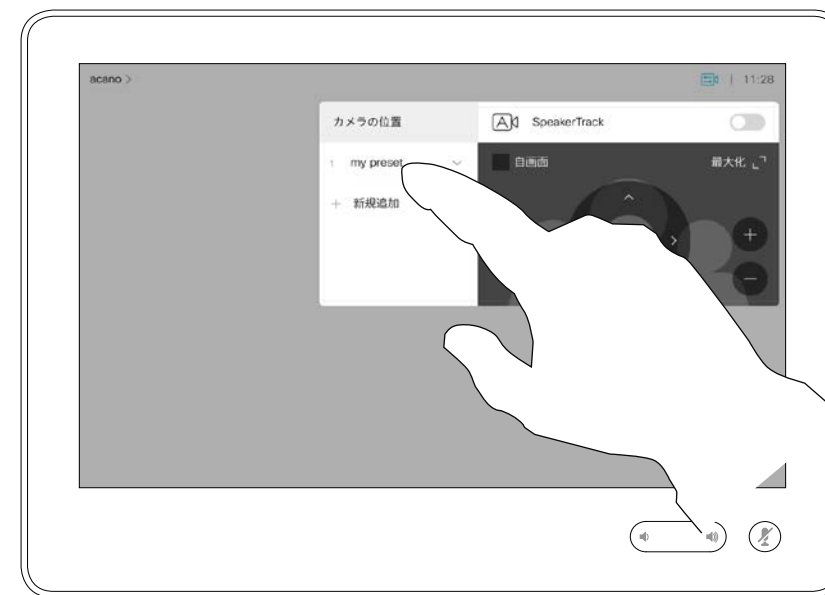 acano >
11:28
カメラの位置
SpeakerTrack
1 my preset
自画面
最大化
+ 新規追加